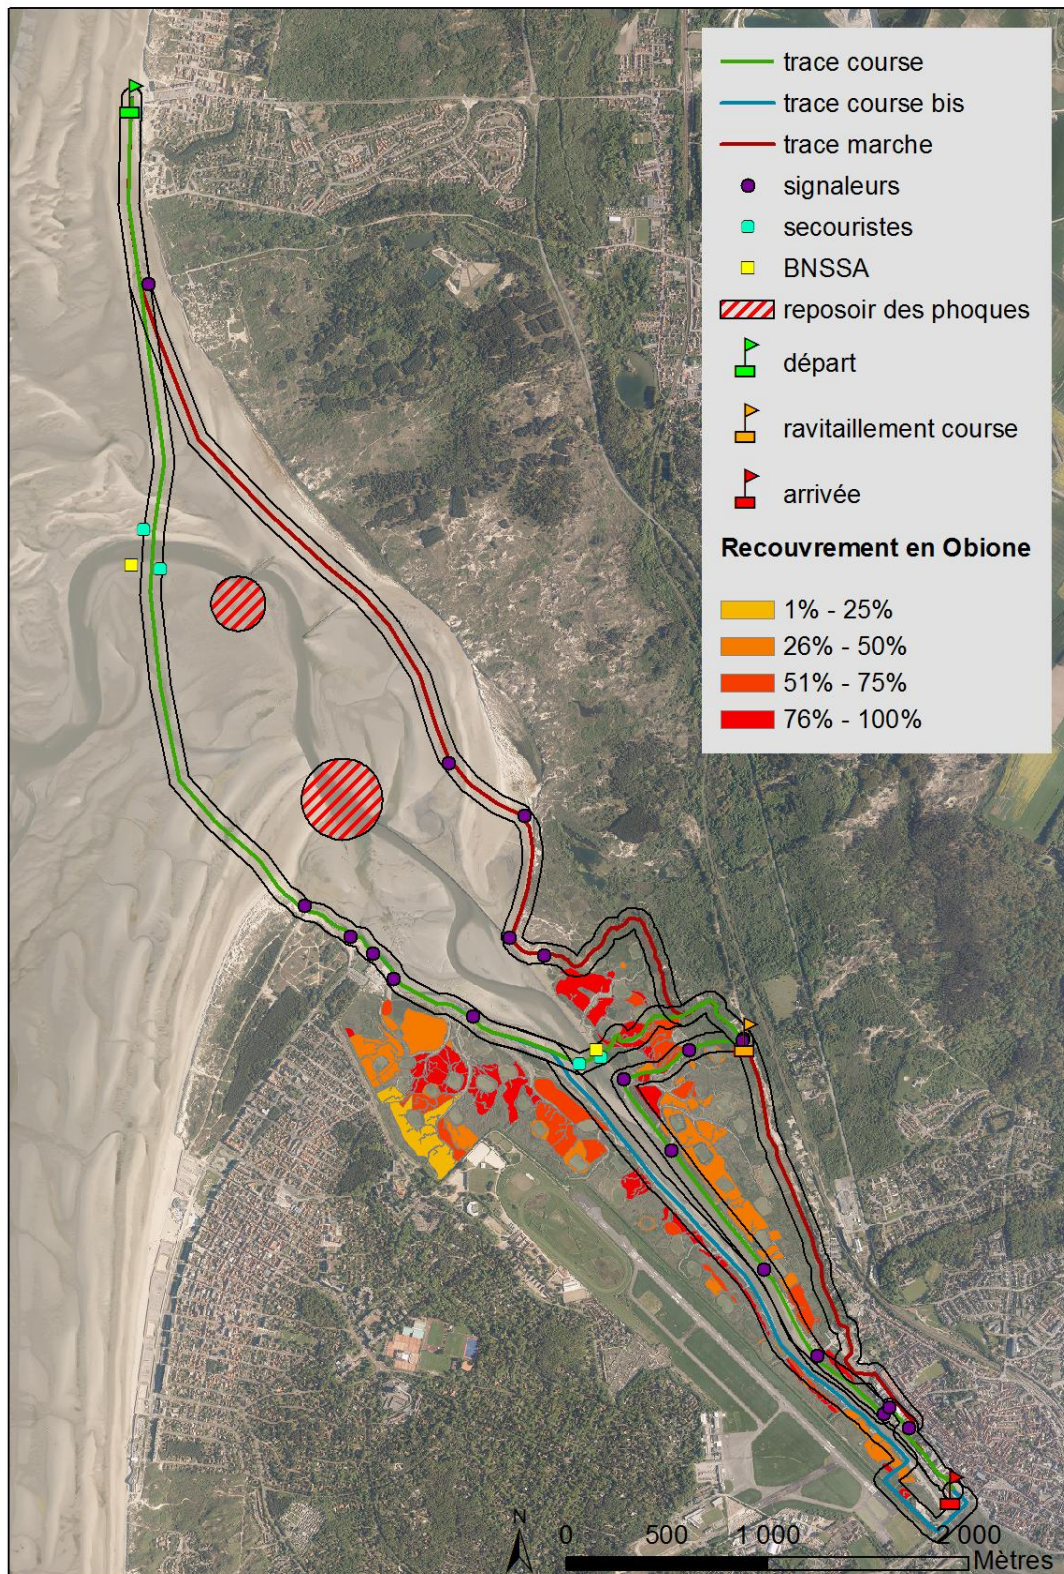 trace course
trace course bis
trace marche
signaleurs
secouristes
BNSSA
reposoir des phoques
départ
ravitaillement course
arrivée
Recouvrement en Obione
1% - 25%
26% - 50%
51% - 75%
76% - 100%
N
0 500 1 000 2 000
Mètres